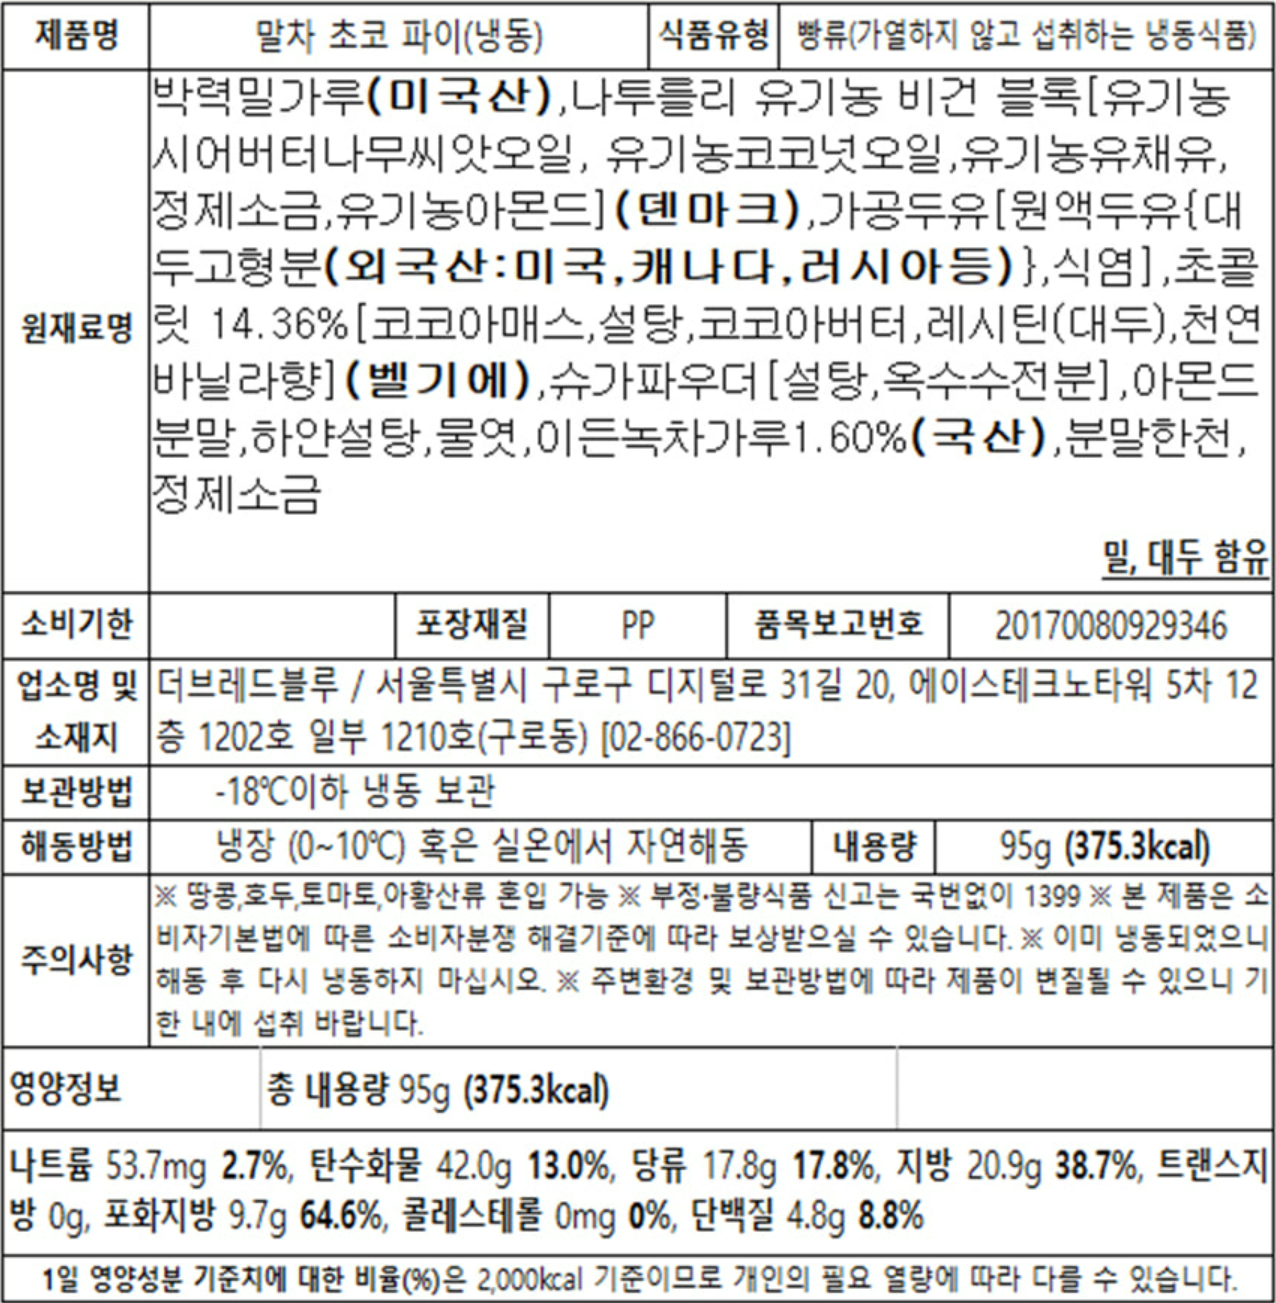 제품명 말차 초코 파이(냉동) 식품유형 빵류(가열하지 않고 섭취하는 냉동식품)
원재료명
박력밀가루(미국산),나투를리 유기농 비건 블록[유기농
시어버터나무씨앗오일, 유기농코코넛오일,유기농유채유,
정제소금,유기농아몬드](덴마크),가공두유[원액두유{대
두고형분(외국산:미국,캐나다,러시아등)},식염],초콜
릿 14.36%[코코아매스,설탕,코코아버터,레시틴(대두),천연
바닐라향](벨기에),슈가파우더[설탕,옥수수전분],아몬드
분말,하얀설탕,물엿,이든녹차가루1.60%(국산),분말한천,
정제소금
밀, 대두 함유
소비기한 포장재질 PP 품목보고번호 20170080929346
업소명 및
소재지
더브레드블루 / 서울특별시 구로구 디지털로 31길 20, 에이스테크노타워 5차 12
층 1202호 일부 1210호(구로동) [02-866-0723]
보관방법 -18℃이하 냉동 보관
해동방법 냉장 (0~10℃) 혹은 실온에서 자연해동 내용량 95g (375.3kcal)
주의사항
※ 땅콩,호두,토마토,아황산류 혼입 가능 ※ 부정·불량식품 신고는 국번없이 1399 ※ 본 제품은 소
비자기본법에 따른 소비자분쟁 해결기준에 따라 보상받으실 수 있습니다. ※ 이미 냉동되었으니
해동 후 다시 냉동하지 마십시오. ※ 주변환경 및 보관방법에 따라 제품이 변질될 수 있으니 기
한 내에 섭취 바랍니다.
영양정보 총 내용량 95g (375.3kcal)
나트륨 53.7mg 2.7%, 탄수화물 42.0g 13.0%, 당류 17.8g 17.8%, 지방 20.9g 38.7%, 트랜스지
방 0g, 포화지방 9.7g 64.6%, 콜레스테롤 0mg 0%, 단백질 4.8g 8.8%
1일 영양성분 기준치에 대한 비율(%)은 2,000kcal 기준이므로 개인의 필요 열량에 따라 다를 수 있습니다.